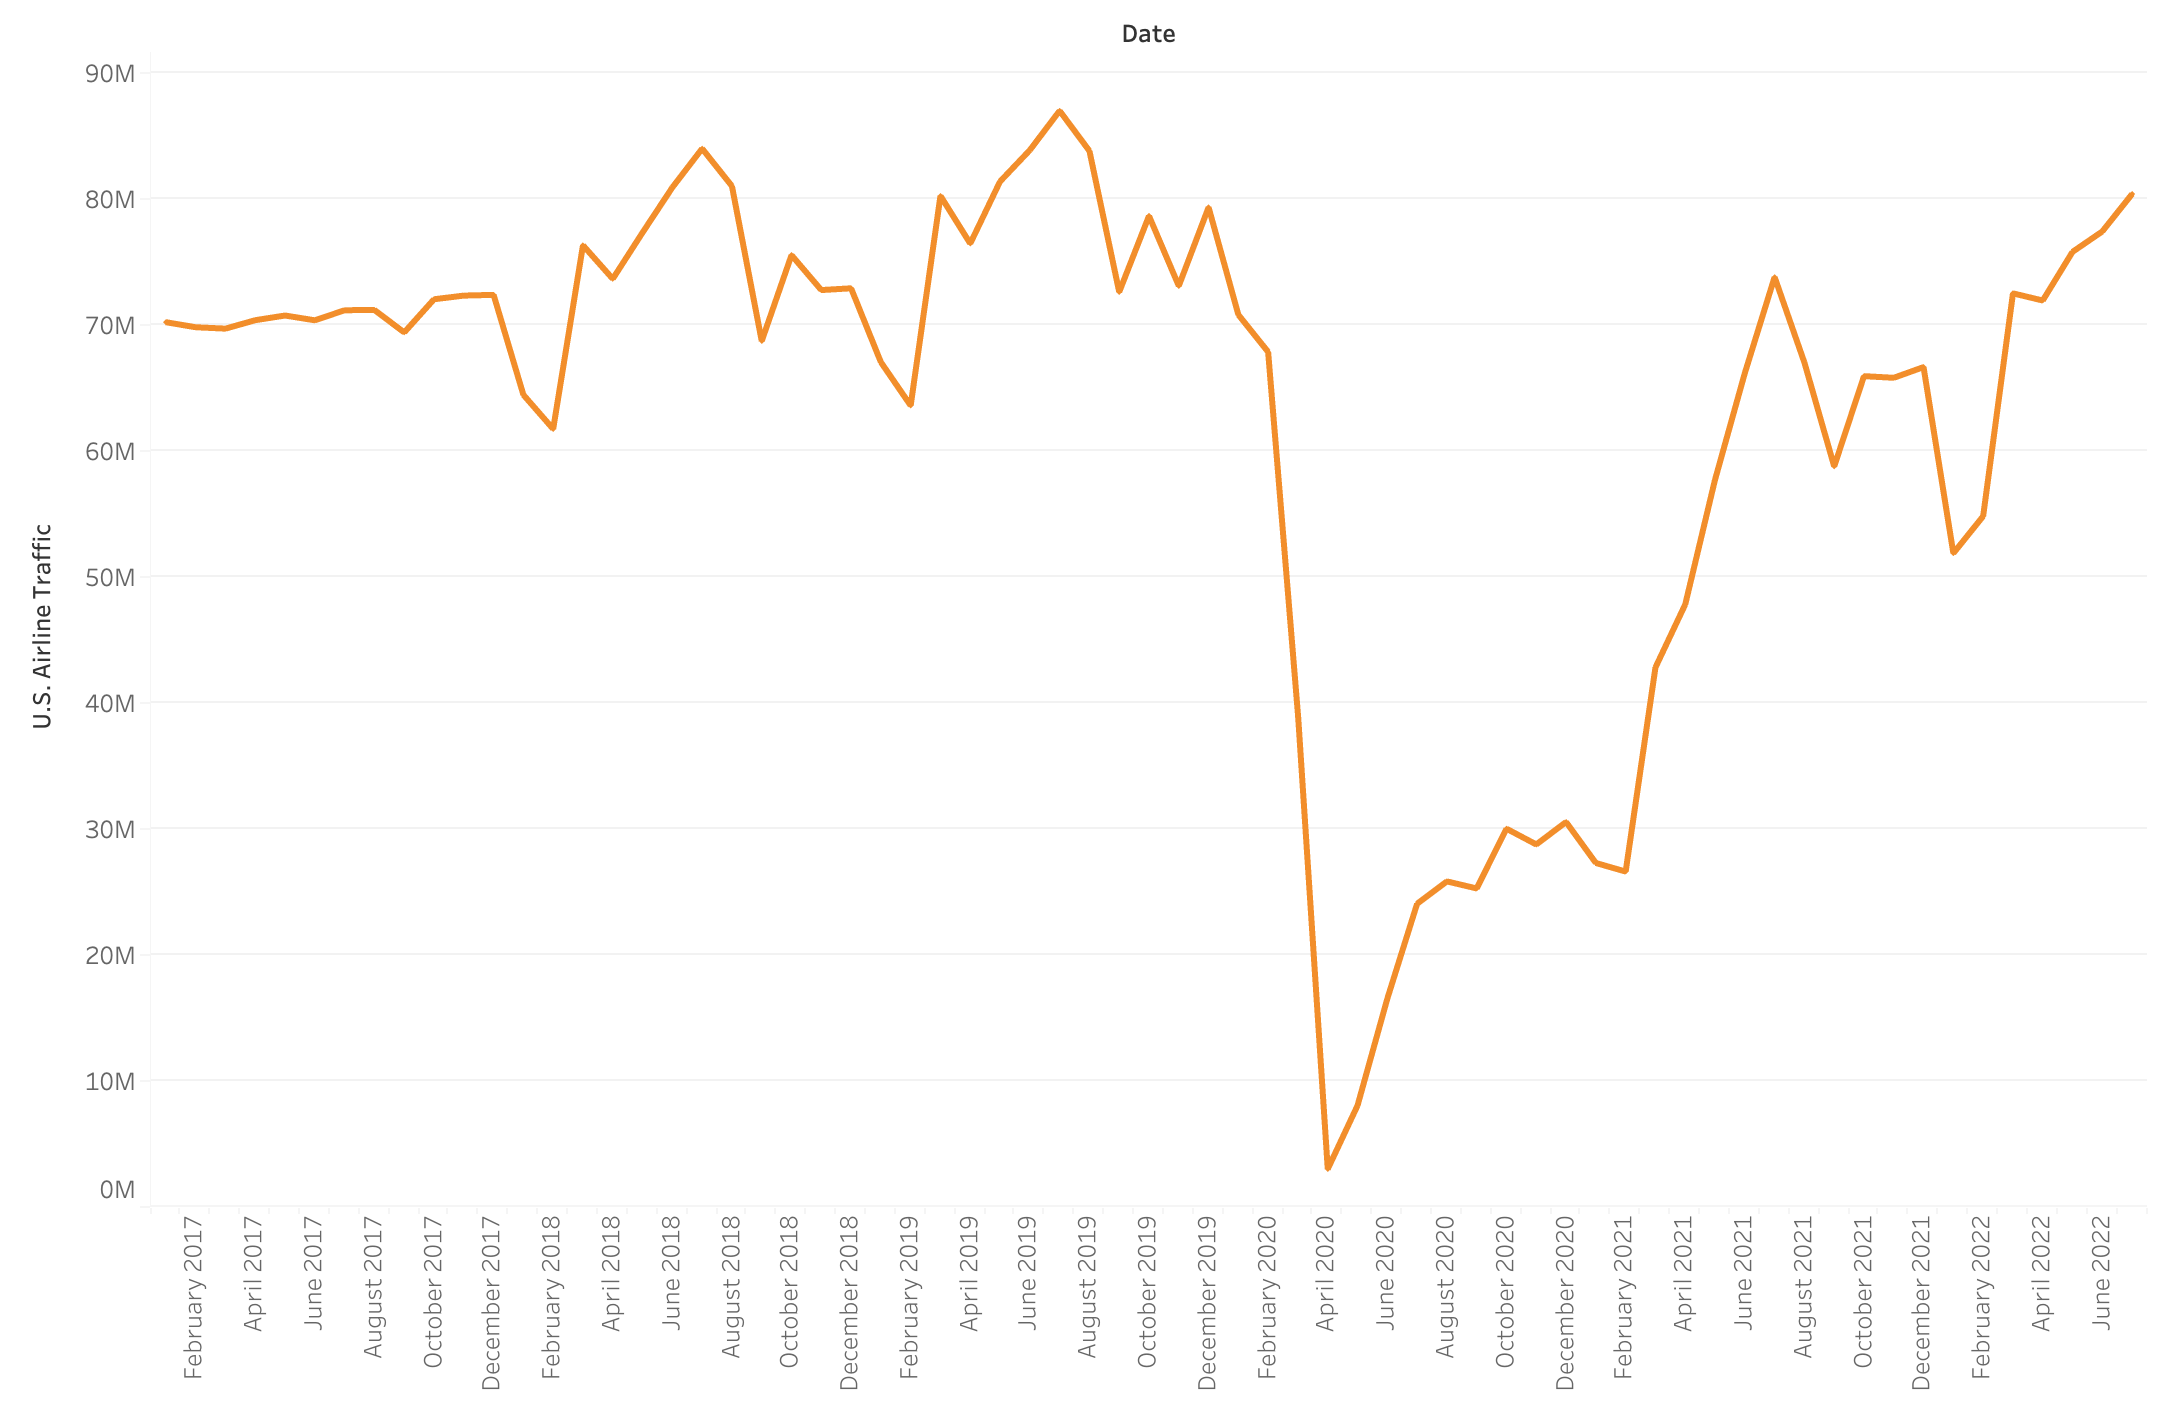 Date
U.S. Airline Traffic
90M
80M
70M
60M
50M
40M
30M
20M
10M
0M
February 2017
April 2017
June 2017
August 2017
October 2017
December 2017
February 2018
April 2018
June 2018
August 2018
October 2018
December 2018
February 2019
April 2019
June 2019
August 2019
October 2019
December 2019
February 2020
April 2020
June 2020
August 2020
October 2020
December 2020
February 2021
April 2021
June 2021
August 2021
October 2021
December 2021
February 2022
April 2022
June 2022